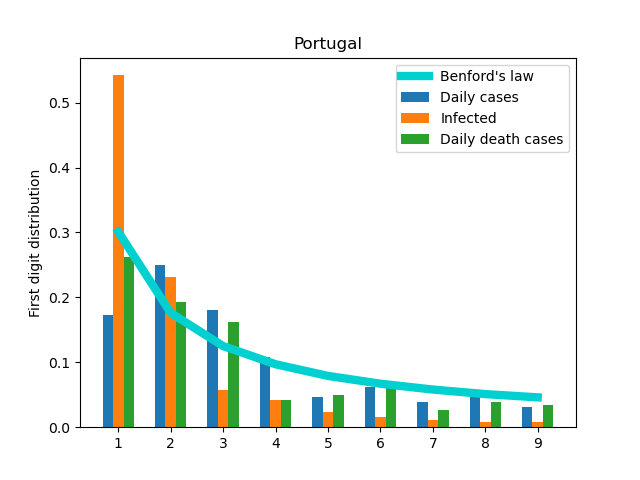 Portugal
First digit distribution
0.5
0.4
0.3
0.2
0.1
0.0
1 2 3 4 5 6 7 8 9
Benford's law
Daily cases
Infected
Daily death cases